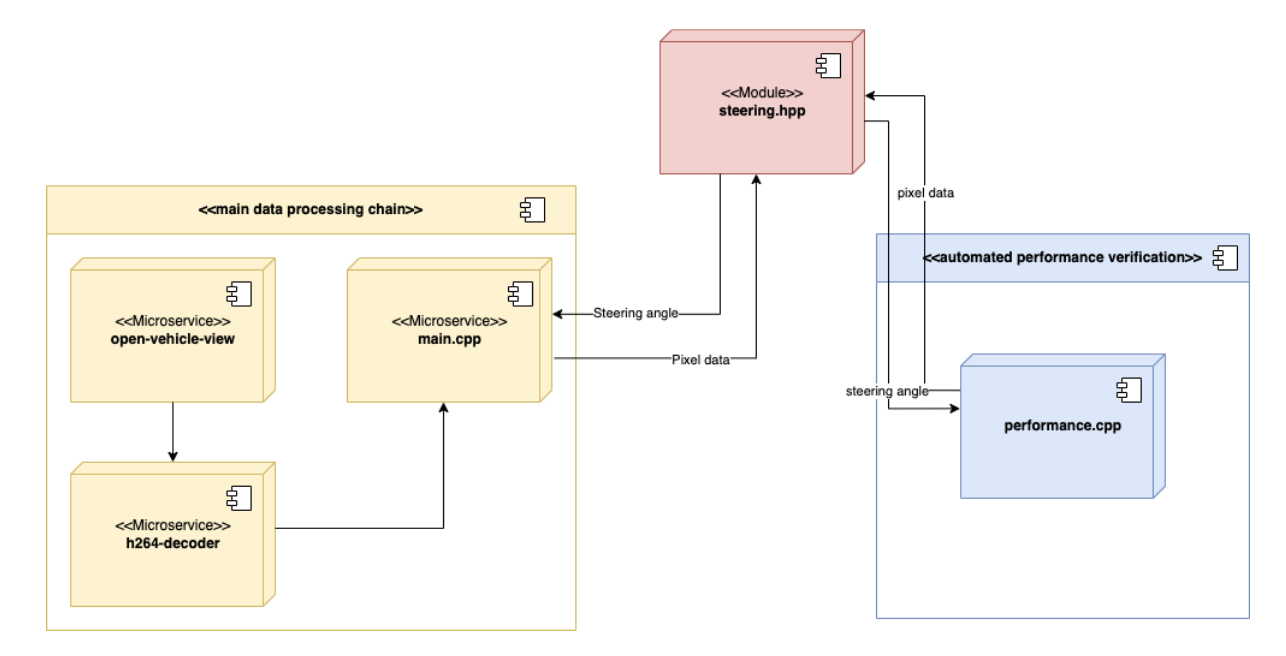 <<Module>>
steering.hpp
<<main data processing chain>>
<<Microservice>>
open-vehicle-view
<<Microservice>>
main.cpp
<<Microservice>>
h264-decoder
Steering angle
Pixel data
pixel data
<<automated performance verification>>
steering angle
performance.cpp